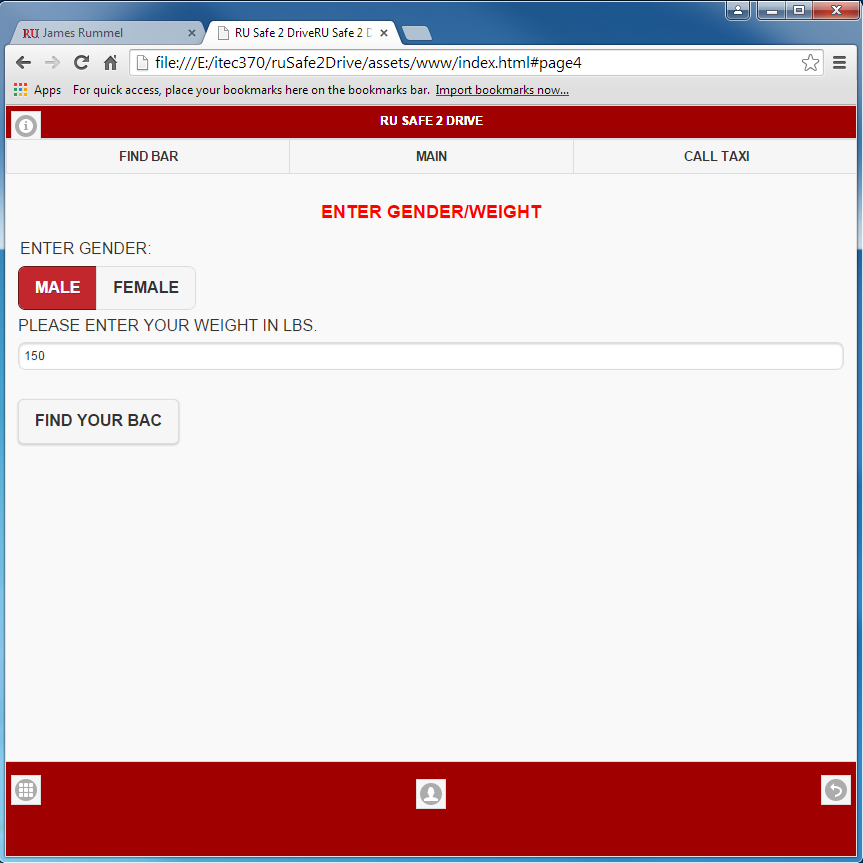 RU James Rummel
RU Safe 2 DriveRU Safe 2 D
file:///E:/itec370/ruSafe2Drive/assets/www/index.html#page4
Apps For quick access, place your bookmarks here on the bookmarks bar. Import bookmarks now...
RU SAFE 2 DRIVE
FIND BAR MAIN CALL TAXI
ENTER GENDER/WEIGHT
ENTER GENDER:
MALE FEMALE
PLEASE ENTER YOUR WEIGHT IN LBS.
150
FIND YOUR BAC